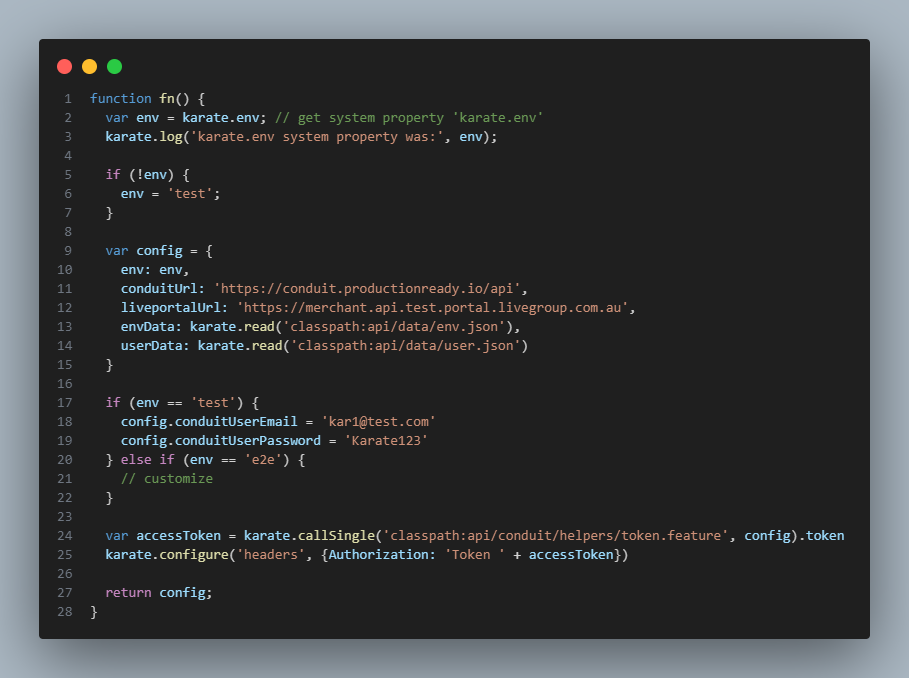 1 function fn() {
2 var env = karate.env; // get system property 'karate.env'
3 karate.log('karate.env system property was:', env);
4
5 if (!env) {
6 env = 'test';
7 }
8
9 var config = {
10 env: env,
11 conduitUrl: 'https://conduit.productionready.io/api',
12 liveportalUrl: 'https://merchant.api.test.portal.livegroup.com.au',
13 envData: karate.read('classpath:api/data/env.json'),
14 userData: karate.read('classpath:api/data/user.json')
15 }
16
17 if (env == 'test') {
18 config.conduitUserEmail = 'kar1@test.com'
19 config.conduitUserPassword = 'Karate123'
20 } else if (env == 'e2e') {
21 // customize
22 }
23
24 var accessToken = karate.callSingle('classpath:api/conduit/helpers/token.feature', config).token
25 karate.configure('headers', {Authorization: 'Token ' + accessToken})
26
27 return config;
28 }